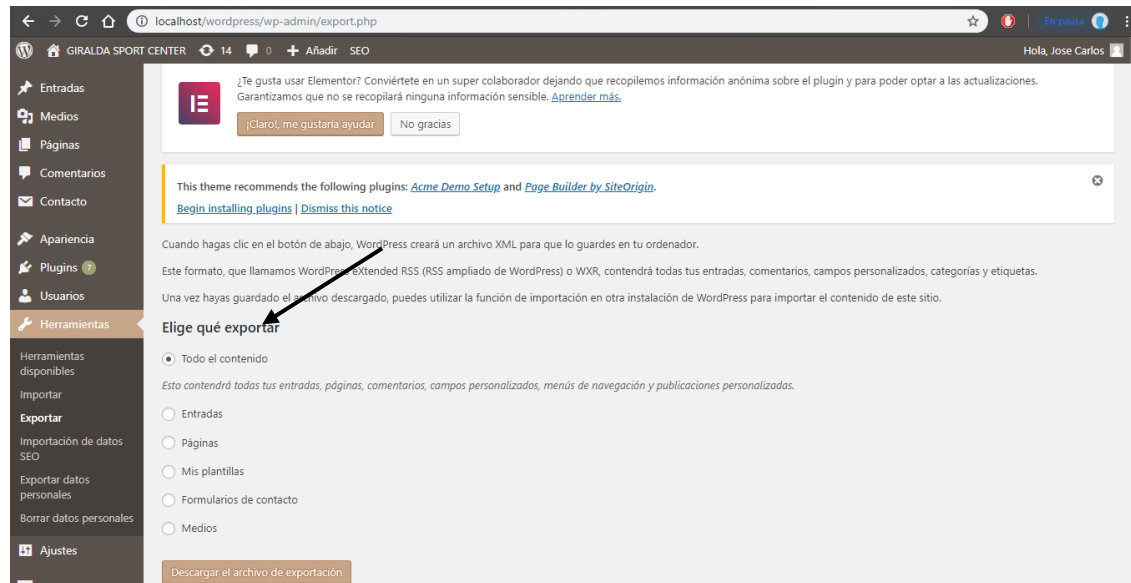 localhost/wordpress/wp-admin/export.php
En pausa
GIRALDA SPORT CENTER 14 0 Añadir SEO
Hola, Jose Carlos
Entradas
Medios
Páginas
Comentarios
Contacto
Apariencia
Plugins 7
Usuarios
Herramientas
Herramientas
disponibles
Importar
Exportar
Importación de datos
SEO
Exportar datos
personales
Borrar datos personales
Ajustes
¿Te gusta usar Elementor? Conviértete en un super colaborador dejando que recopilemos información anónima sobre el plugin y para poder optar a las actualizaciones.
Garantizamos que no se recopilará ninguna información sensible. Aprender más.
¡Claro!, me gustaría ayudar
No gracias
This theme recommends the following plugins: Acme Demo Setup and Page Builder by SiteOrigin.
Begin installing plugins | Dismiss this notice
Cuando hagas clic en el botón de abajo, WordPress creará un archivo XML para que lo guardes en tu ordenador.
Este formato, que llamamos WordPress eXtended RSS (RSS ampliado de WordPress) o WXR, contendrá todas tus entradas, comentarios, campos personalizados, categorías y etiquetas.
Una vez hayas guardado el archivo descargado, puedes utilizar la función de importación en otra instalación de WordPress para importar el contenido de este sitio.
Elige qué exportar
Todo el contenido
Esto contendrá todas tus entradas, páginas, comentarios, campos personalizados, menús de navegación y publicaciones personalizadas.
Entradas
Páginas
Mis plantillas
Formularios de contacto
Medios
Descargar el archivo de exportación